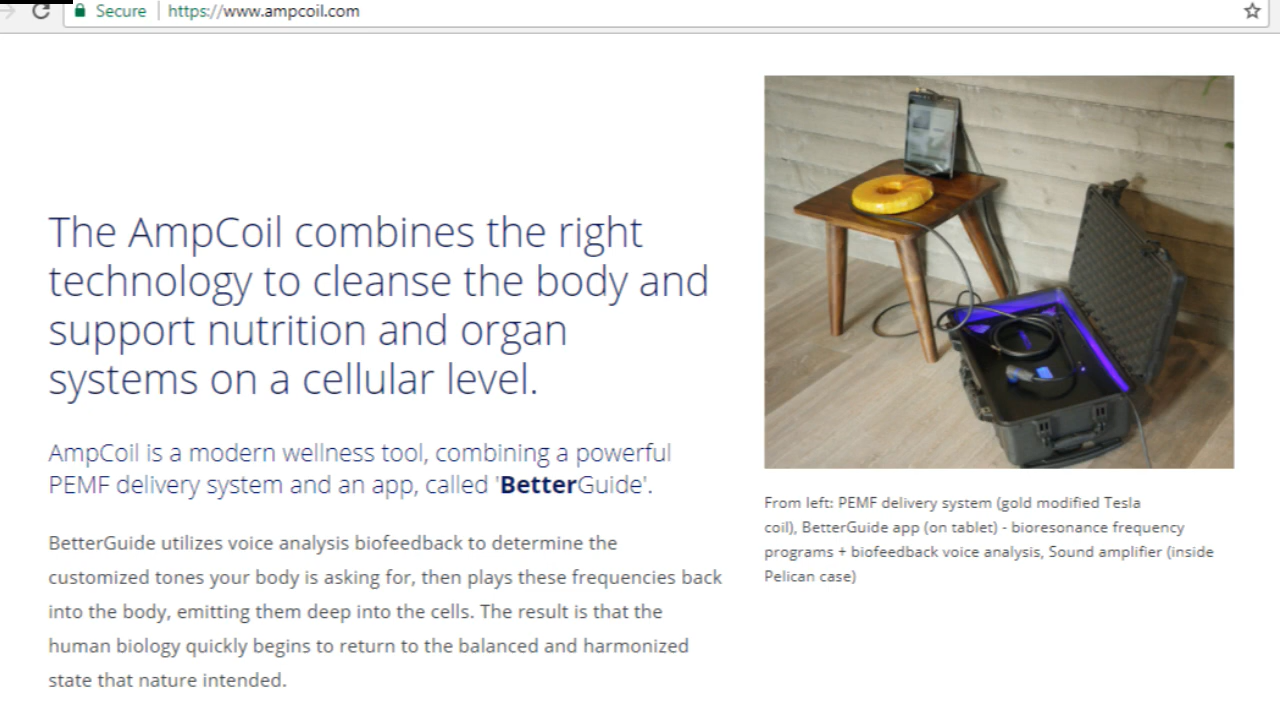 Secure | https://www.ampcoil.com
The AmpCoil combines the right
technology to cleanse the body and
support nutrition and organ
systems on a cellular level.
AmpCoil is a modern wellness tool, combining a powerful
PEMF delivery system and an app, called 'BetterGuide'.
BetterGuide utilizes voice analysis biofeedback to determine the
customized tones your body is asking for, then plays these frequencies back
into the body, emitting them deep into the cells. The result is that the
human biology quickly begins to return to the balanced and harmonized
state that nature intended.
From left: PEMF delivery system (gold modified Tesla
coil), BetterGuide app (on tablet) - bioresonance frequency
programs + biofeedback voice analysis, Sound amplifier (inside
Pelican case)